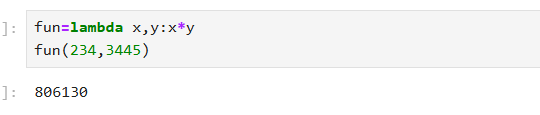 ]: fun=lambda x,y:x*y
fun(234,3445)
]: 806130